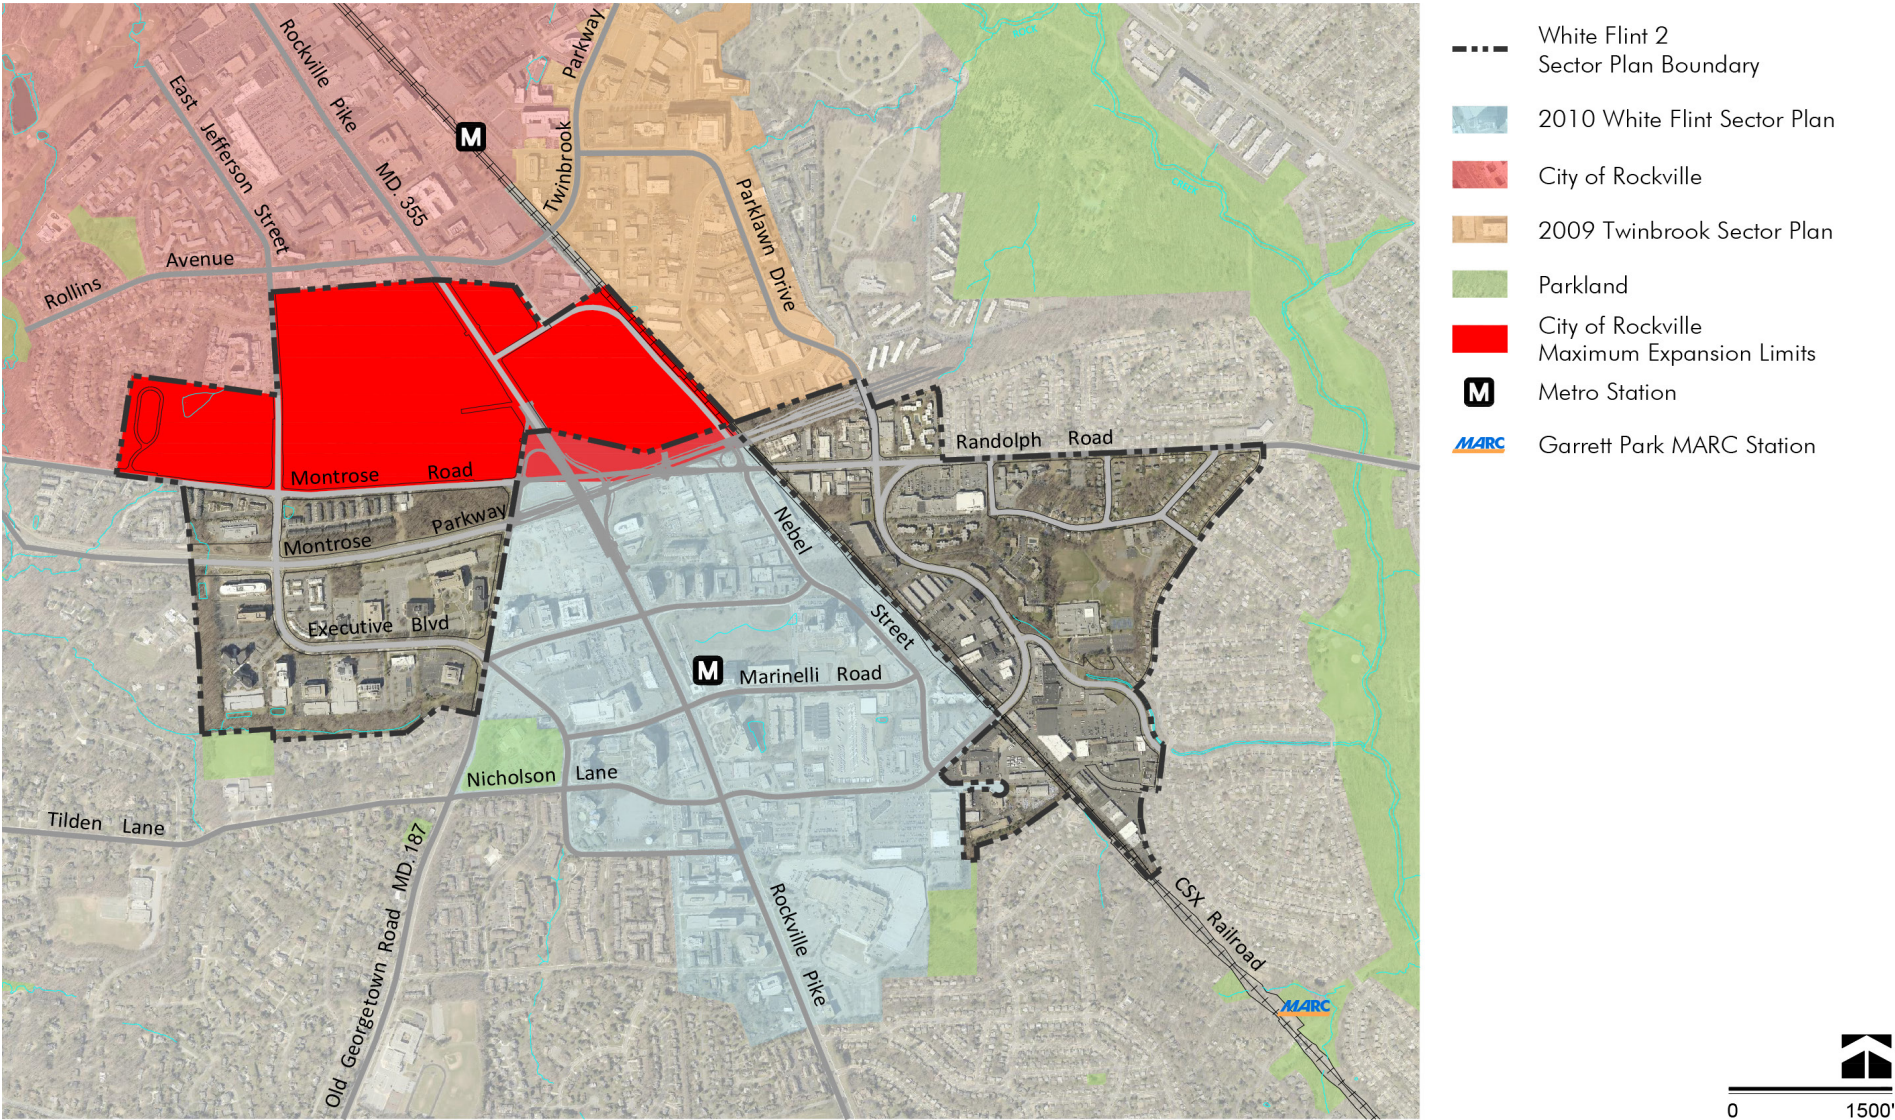 Rockville Pike
MD. 355
East Jefferson Street
Twinbrook Parkway
M
ROCK
CREEK
Parklawn Drive
Rollins Avenue
Randolph Road
Montrose Road
Montrose Parkway
Nebel Street
Executive Blvd
M
Marinelli Road
Nicholson Lane
Tilden Lane
Old Georgetown Road MD. 187
Rockville Pike
CSX Railroad
MARC
White Flint 2
Sector Plan Boundary
2010 White Flint Sector Plan
City of Rockville
2009 Twinbrook Sector Plan
Parkland
City of Rockville
Maximum Expansion Limits
M Metro Station
MARC Garrett Park MARC Station
0 1500'